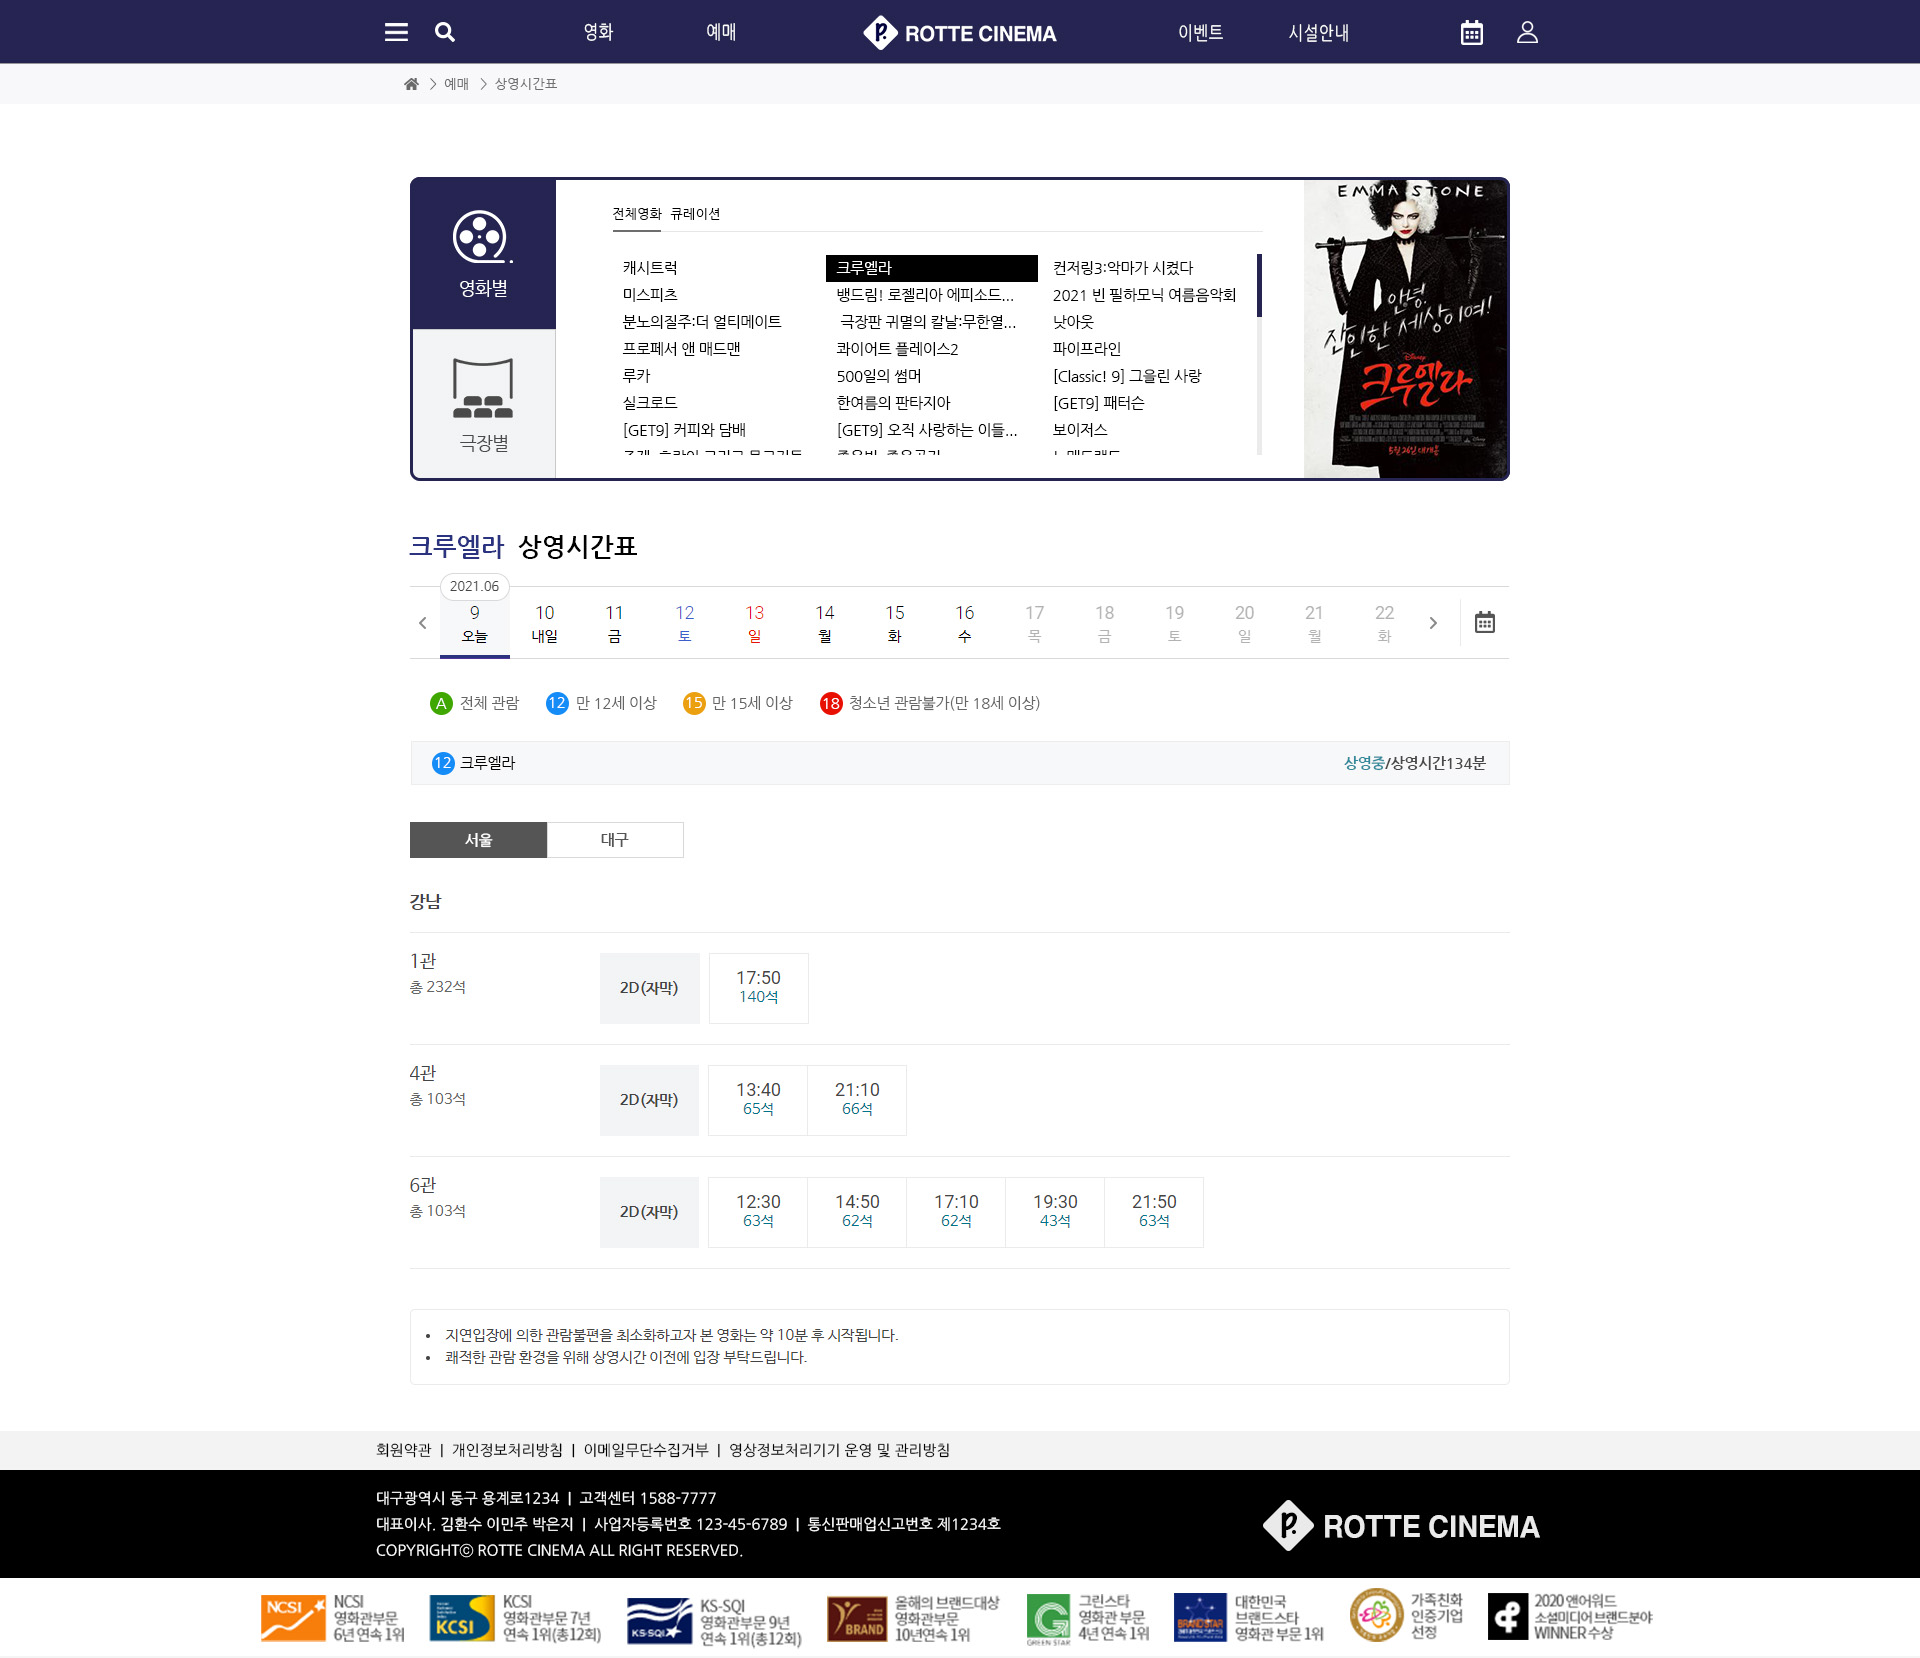 영화 예매 ROTTE CINEMA 이벤트 시설안내
> 예매 > 상영시간표
영화별
극장별
전체영화 큐레이션
캐시트럭 크루엘라 컨저링3:악마가 시켰다
미스피츠 뱅드림! 로젤리아 에피소드... 2021 빈 필하모닉 여름음악회
분노의질주:더 얼티메이트 극장판 귀멸의 칼날:무한열... 낫아웃
프로페서 앤 매드맨 콰이어트 플레이스2 파이프라인
루카 500일의 썸머 [Classic! 9] 그을린 사랑
실크로드 한여름의 판타지아 [GET9] 패터슨
[GET9] 커피와 담배 [GET9] 오직 사랑하는 이들... 보이저스
EMMA STONE
안녕!
잔인한 세상이여!
Disney
크루엘라
5월 26일 대개봉
크루엘라 상영시간표
2021.06
9 10 11 12 13 14 15 16 17 18 19 20 21 22
오늘 내일 금 토 일 월 화 수 목 금 토 일 월 화
A 전체 관람 12 만 12세 이상 15 만 15세 이상 18 청소년 관람불가(만 18세 이상)
12 크루엘라 상영중/상영시간134분
서울 대구
강남
1관
총 232석
2D(자막)
17:50
140석
4관
총 103석
2D(자막)
13:40 21:10
65석 66석
6관
총 103석
2D(자막)
12:30 14:50 17:10 19:30 21:50
63석 62석 62석 43석 63석
• 지연입장에 의한 관람불편을 최소화하고자 본 영화는 약 10분 후 시작됩니다.
• 쾌적한 관람 환경을 위해 상영시간 이전에 입장 부탁드립니다.
회원약관 | 개인정보처리방침 | 이메일무단수집거부 | 영상정보처리기기 운영 및 관리방침
대구광역시 동구 용계로1234 | 고객센터 1588-7777
대표이사. 김환수 이민주 박은지 | 사업자등록번호 123-45-6789 | 통신판매업신고번호 제1234호
COPYRIGHTⓒ ROTTE CINEMA ALL RIGHT RESERVED.
ROTTE CINEMA
NCSI
NCSI
영화관부문
6년 연속 1위
KCSI
KCSI
영화관부문 7년
연속 1위(총12회)
KS-SQI
KS-SQI
영화관부문 9년
연속 1위(총12회)
BRAND
올해의 브랜드대상
영화관부문
10년연속 1위
GREEN STAR
그린스타
영화관 부문
4년 연속 1위
BRAND STAR
대한민국
브랜드스타
영화관 부문 1위
가족친화
인증기업
선정
2020 앤어워드
소셜미디어 브랜드분야
WINNER 수상